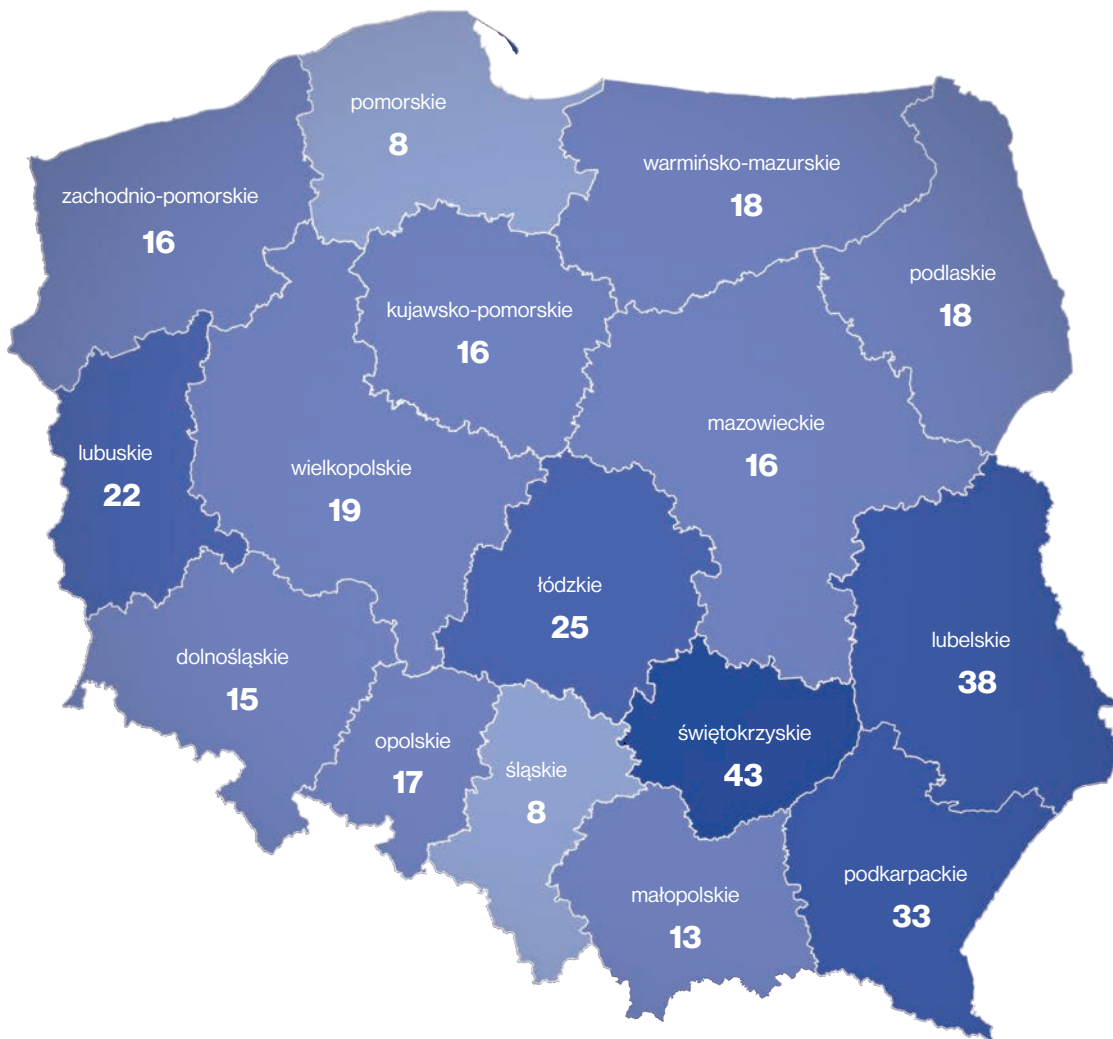 pomorskie
8
warmińsko-mazurskie
18
zachodnio-pomorskie
16
podlaskie
18
kujawsko-pomorskie
16
mazowieckie
16
lubuskie
22
wielkopolskie
19
łódzkie
25
lubelskie
38
dolnośląskie
15
opolskie
17
śląskie
8
świętokrzyskie
43
małopolskie
13
podkarpackie
33